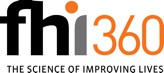 fhi360
THE SCIENCE OF IMPROVING LIVES